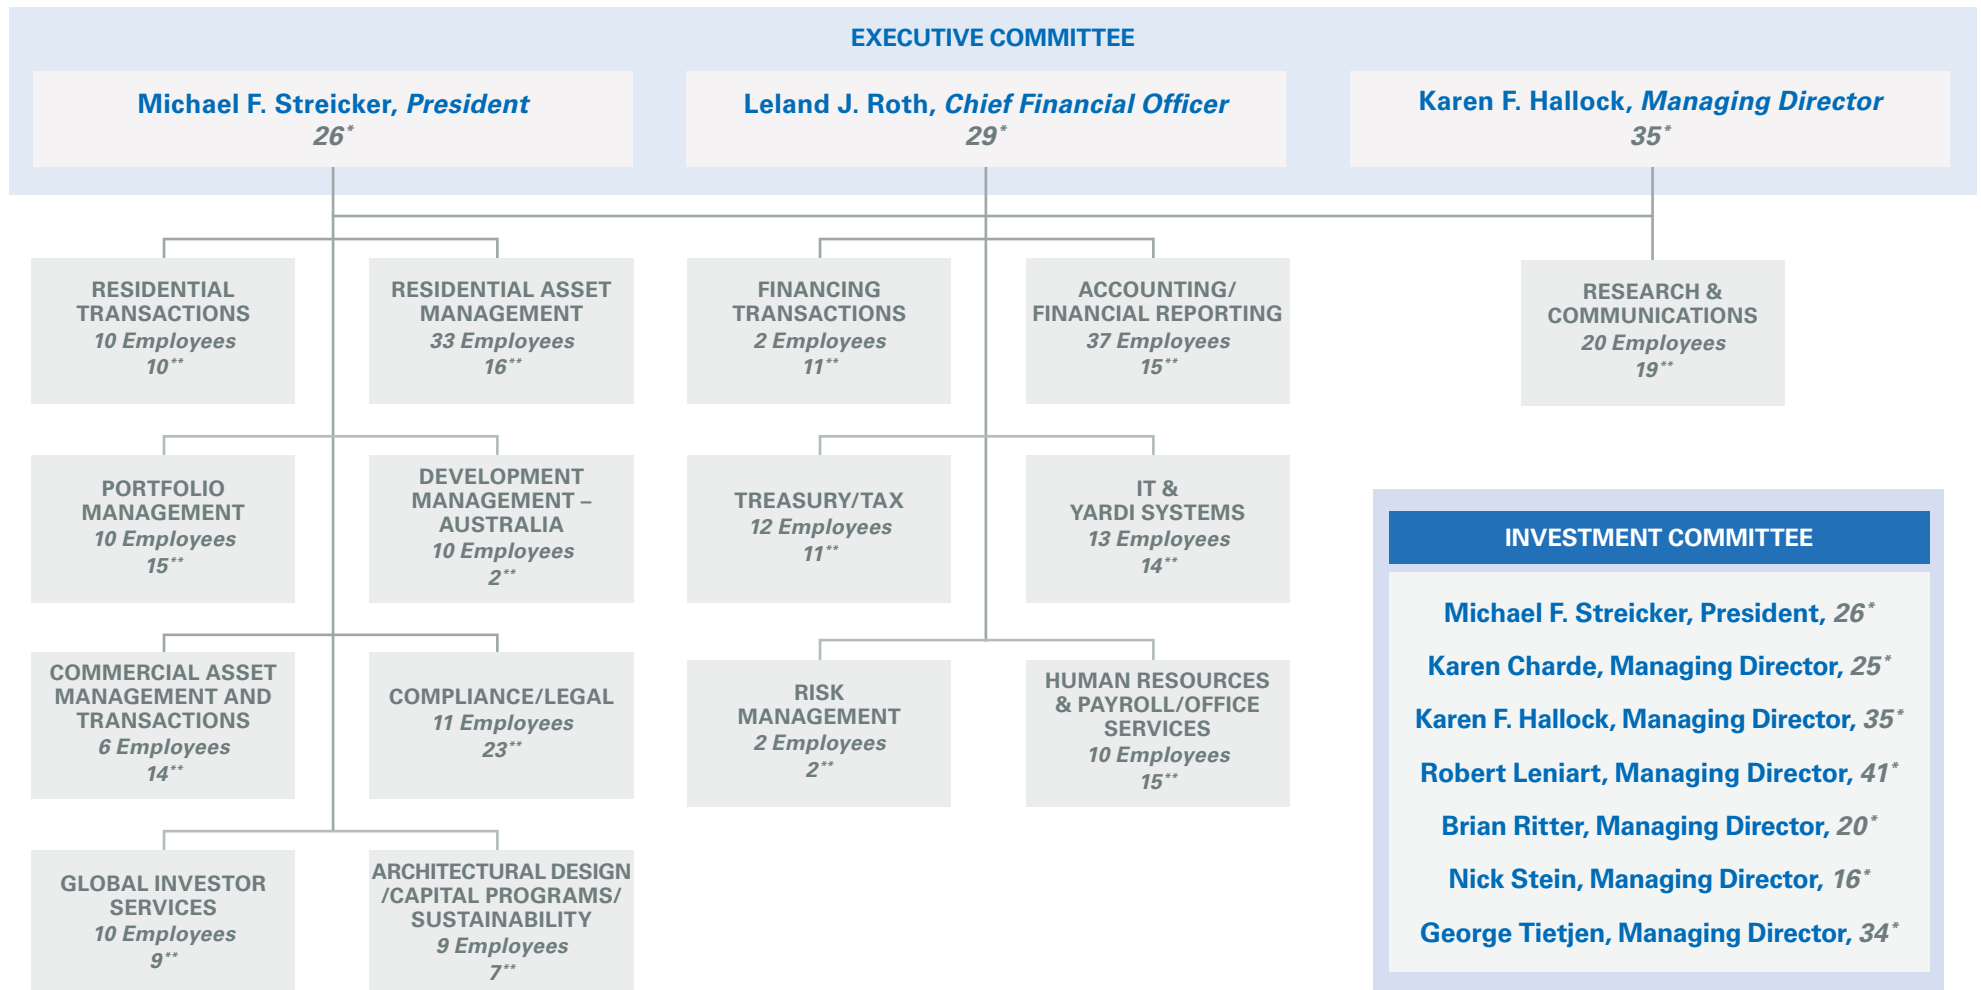 EXECUTIVE COMMITTEE
Michael F. Streicker, President
26*
Leland J. Roth, Chief Financial Officer
29*
Karen F. Hallock, Managing Director
35*
RESIDENTIAL
TRANSACTIONS
10 Employees
10**
RESIDENTIAL ASSET
MANAGEMENT
33 Employees
16**
FINANCING
TRANSACTIONS
2 Employees
11**
ACCOUNTING/
FINANCIAL REPORTING
37 Employees
15**
RESEARCH &
COMMUNICATIONS
20 Employees
19**
PORTFOLIO
MANAGEMENT
10 Employees
15**
DEVELOPMENT
MANAGEMENT –
AUSTRALIA
10 Employees
2**
TREASURY/TAX
12 Employees
11**
IT &
YARDI SYSTEMS
13 Employees
14**
COMMERCIAL ASSET
MANAGEMENT AND
TRANSACTIONS
6 Employees
14**
COMPLIANCE/LEGAL
11 Employees
23**
RISK
MANAGEMENT
2 Employees
2**
HUMAN RESOURCES
& PAYROLL/OFFICE
SERVICES
10 Employees
15**
GLOBAL INVESTOR
SERVICES
10 Employees
9**
ARCHITECTURAL DESIGN
/CAPITAL PROGRAMS/
SUSTAINABILITY
9 Employees
7**
INVESTMENT COMMITTEE
Michael F. Streicker, President, 26*
Karen Charde, Managing Director, 25*
Karen F. Hallock, Managing Director, 35*
Robert Leniart, Managing Director, 41*
Brian Ritter, Managing Director, 20*
Nick Stein, Managing Director, 16*
George Tietjen, Managing Director, 34*